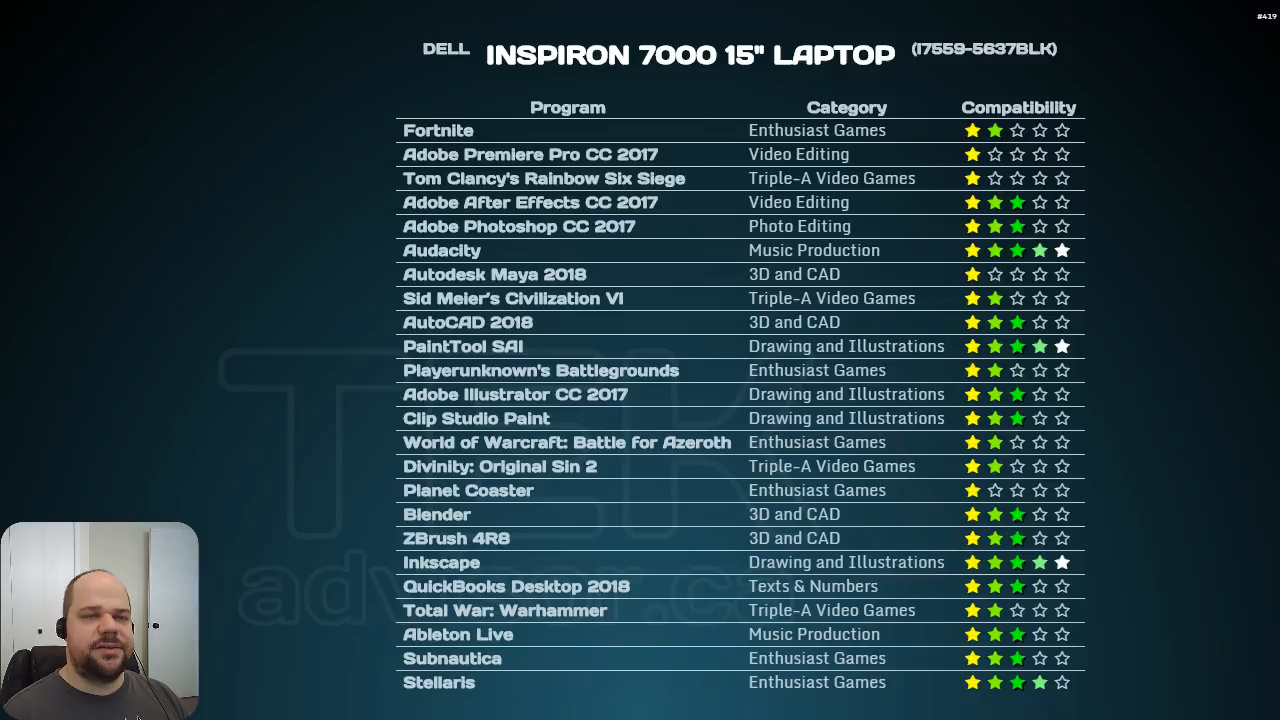 #419
DELL INSPIRON 7000 15" LAPTOP (I7559-5637BLK)
Program Category Compatibility
Fortnite Enthusiast Games
Adobe Premiere Pro CC 2017 Video Editing
Tom Clancy's Rainbow Six Siege Triple-A Video Games
Adobe After Effects CC 2017 Video Editing
Adobe Photoshop CC 2017 Photo Editing
Audacity Music Production
Autodesk Maya 2018 3D and CAD
Sid Meier's Civilization VI Triple-A Video Games
AutoCAD 2018 3D and CAD
PaintTool SAI Drawing and Illustrations
Playerunknown's Battlegrounds Enthusiast Games
Adobe Illustrator CC 2017 Drawing and Illustrations
Clip Studio Paint Drawing and Illustrations
World of Warcraft: Battle for Azeroth Enthusiast Games
Divinity: Original Sin 2 Triple-A Video Games
Planet Coaster Enthusiast Games
Blender 3D and CAD
ZBrush 4R8 3D and CAD
Inkscape Drawing and Illustrations
QuickBooks Desktop 2018 Texts & Numbers
Total War: Warhammer Triple-A Video Games
Ableton Live Music Production
Subnautica Enthusiast Games
Stellaris Enthusiast Games